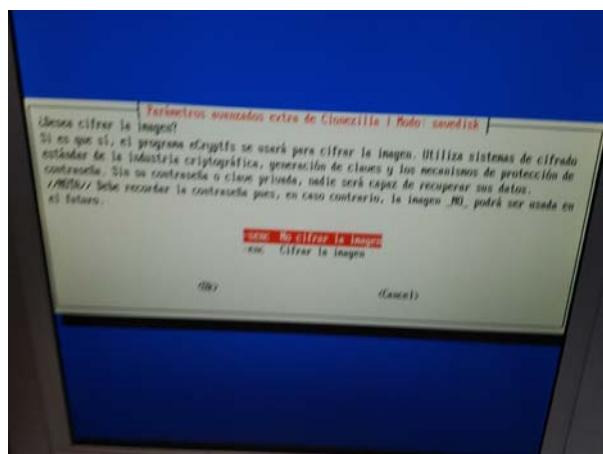 Parámetros avanzados extra de Clonezilla | Modo: savedisk
¿Desea cifrar la imagen?
Si es que sí, el programa eCryptfs se usará para cifrar la imagen. Utiliza sistemas de cifrado
estándar de la industria criptográfica, generación de claves y los mecanismos de protección de
contraseña. Sin su contraseña o clave privada, nadie será capaz de recuperar sus datos.
//NOTA// Debe recordar la contraseña pues, en caso contrario, la imagen _NO_ podrá ser usada en
el futuro.
-senc No cifrar la imagen
-enc Cifrar la imagen
<Ok> <Cancel>